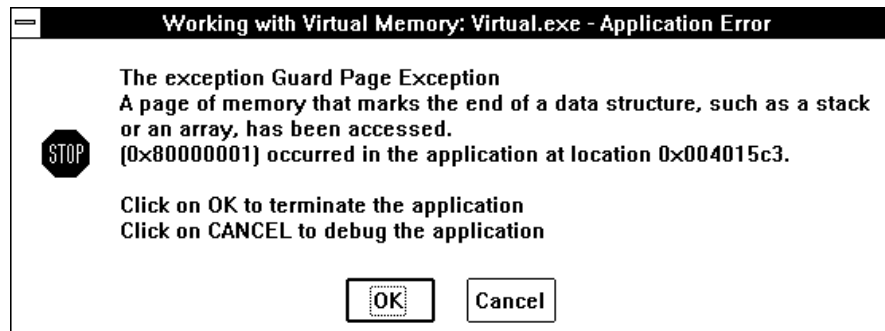 Working with Virtual Memory: Virtual.exe - Application Error
The exception Guard Page Exception
A page of memory that marks the end of a data structure, such as a stack
or an array, has been accessed.
(0x80000001) occurred in the application at location 0x004015c3.
STOP
Click on OK to terminate the application
Click on CANCEL to debug the application
OK Cancel